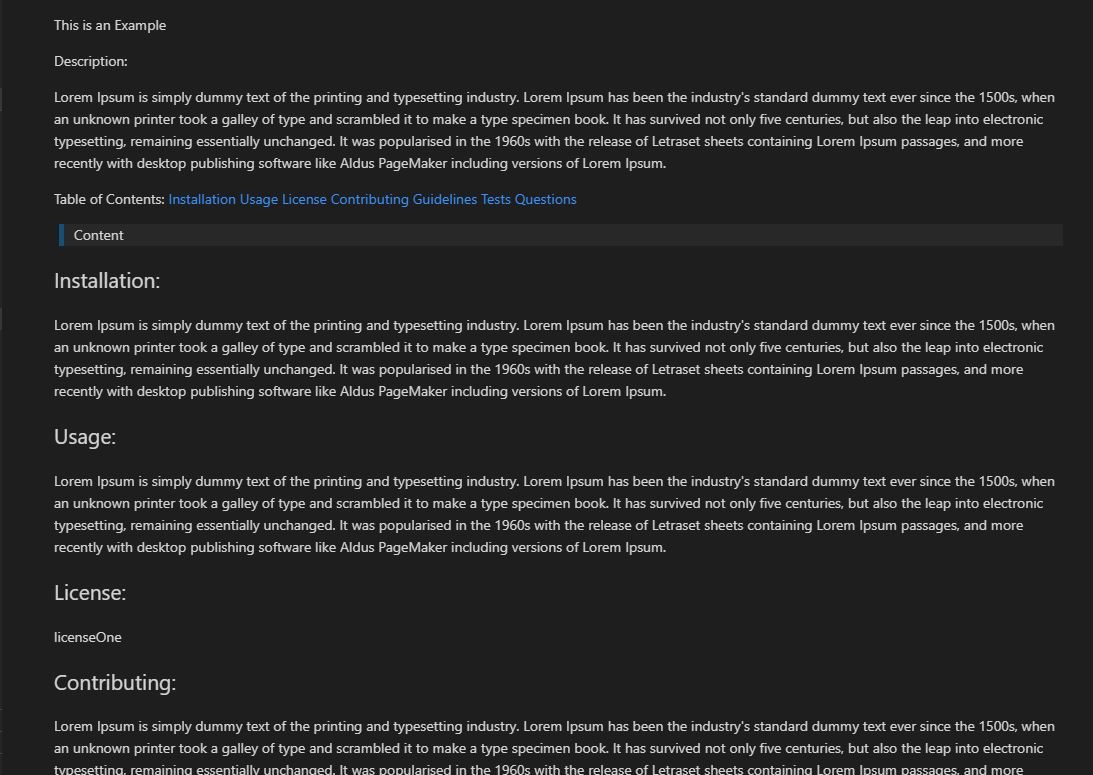 This is an Example
Description:
Lorem Ipsum is simply dummy text of the printing and typesetting industry. Lorem Ipsum has been the industry's standard dummy text ever since the 1500s, when
an unknown printer took a galley of type and scrambled it to make a type specimen book. It has survived not only five centuries, but also the leap into electronic
typesetting, remaining essentially unchanged. It was popularised in the 1960s with the release of Letraset sheets containing Lorem Ipsum passages, and more
recently with desktop publishing software like Aldus PageMaker including versions of Lorem Ipsum.
Table of Contents: Installation Usage License Contributing Guidelines Tests Questions
Content
Installation:
Lorem Ipsum is simply dummy text of the printing and typesetting industry. Lorem Ipsum has been the industry's standard dummy text ever since the 1500s, when
an unknown printer took a galley of type and scrambled it to make a type specimen book. It has survived not only five centuries, but also the leap into electronic
typesetting, remaining essentially unchanged. It was popularised in the 1960s with the release of Letraset sheets containing Lorem Ipsum passages, and more
recently with desktop publishing software like Aldus PageMaker including versions of Lorem Ipsum.
Usage:
Lorem Ipsum is simply dummy text of the printing and typesetting industry. Lorem Ipsum has been the industry's standard dummy text ever since the 1500s, when
an unknown printer took a galley of type and scrambled it to make a type specimen book. It has survived not only five centuries, but also the leap into electronic
typesetting, remaining essentially unchanged. It was popularised in the 1960s with the release of Letraset sheets containing Lorem Ipsum passages, and more
recently with desktop publishing software like Aldus PageMaker including versions of Lorem Ipsum.
License:
licenseOne
Contributing:
Lorem Ipsum is simply dummy text of the printing and typesetting industry. Lorem Ipsum has been the industry's standard dummy text ever since the 1500s, when
an unknown printer took a galley of type and scrambled it to make a type specimen book. It has survived not only five centuries, but also the leap into electronic
typesetting, remaining essentially unchanged. It was popularised in the 1960s with the release of Letraset sheets containing Lorem Ipsum passages, and more